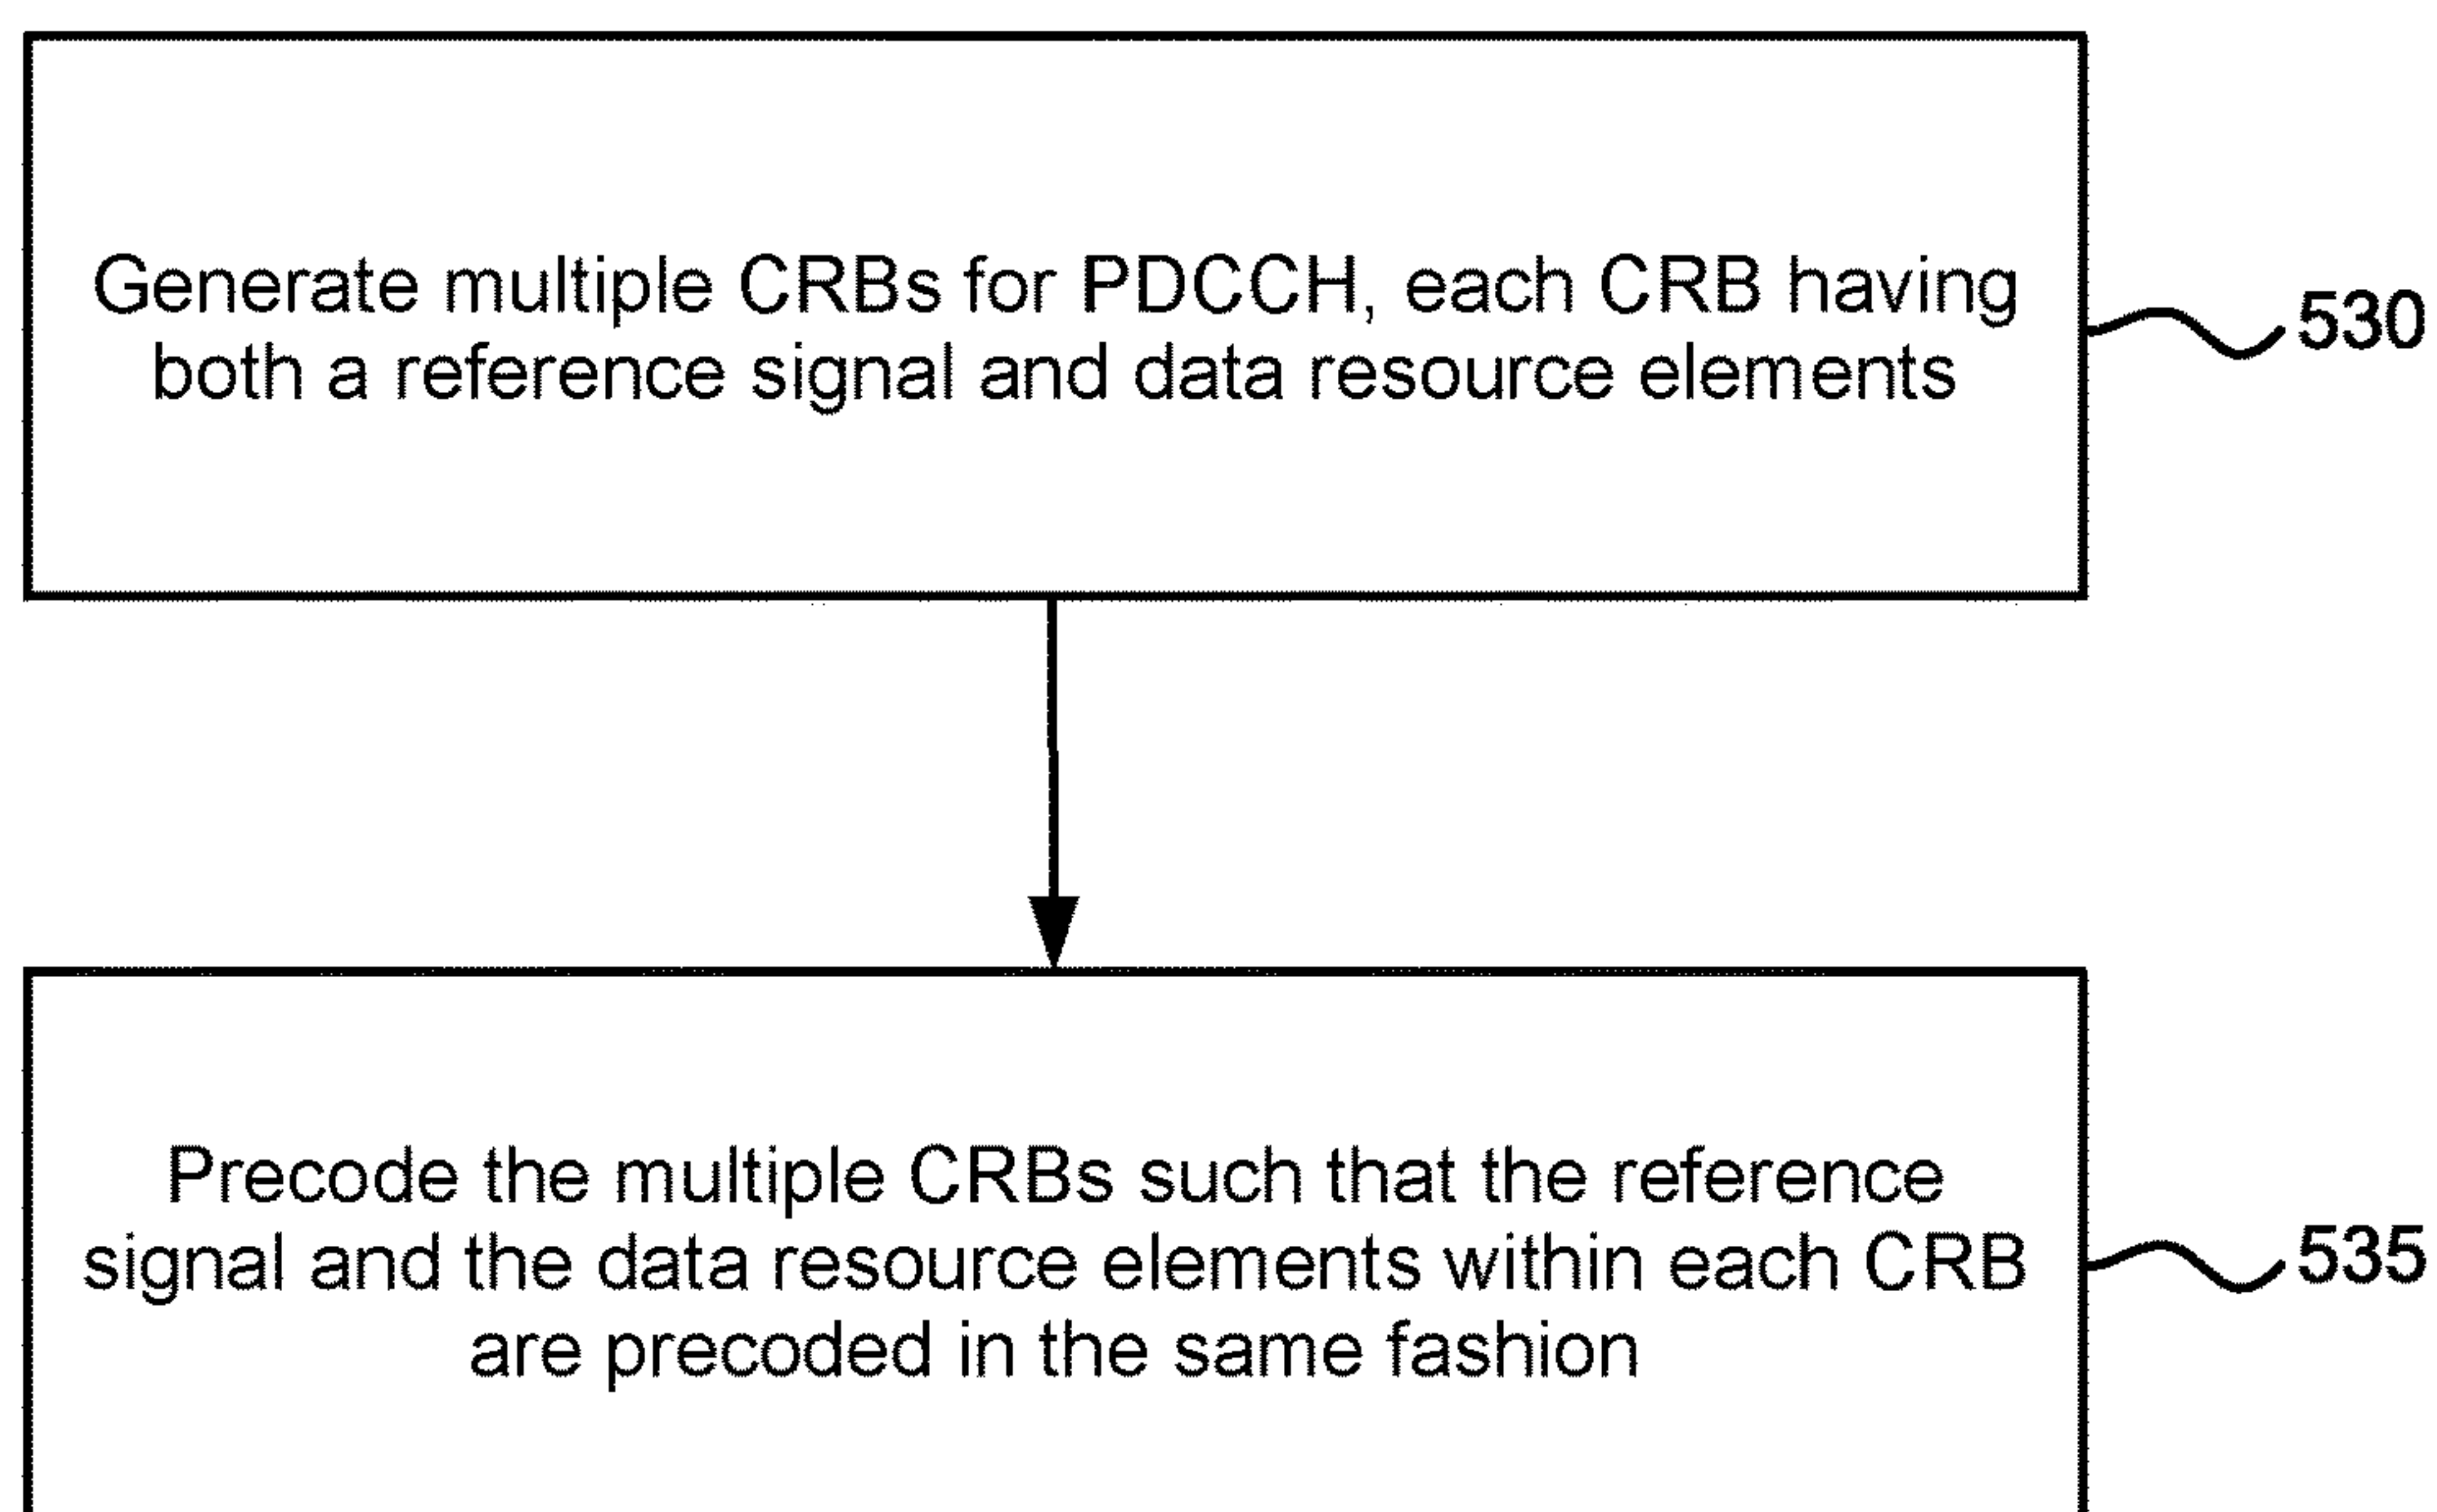 Generate multiple CRBs for PDCCH, each CRB having
both a reference signal and data resource elements
530
Precode the multiple CRBs such that the reference
signal and the data resource elements within each CRB
are precoded in the same fashion
535